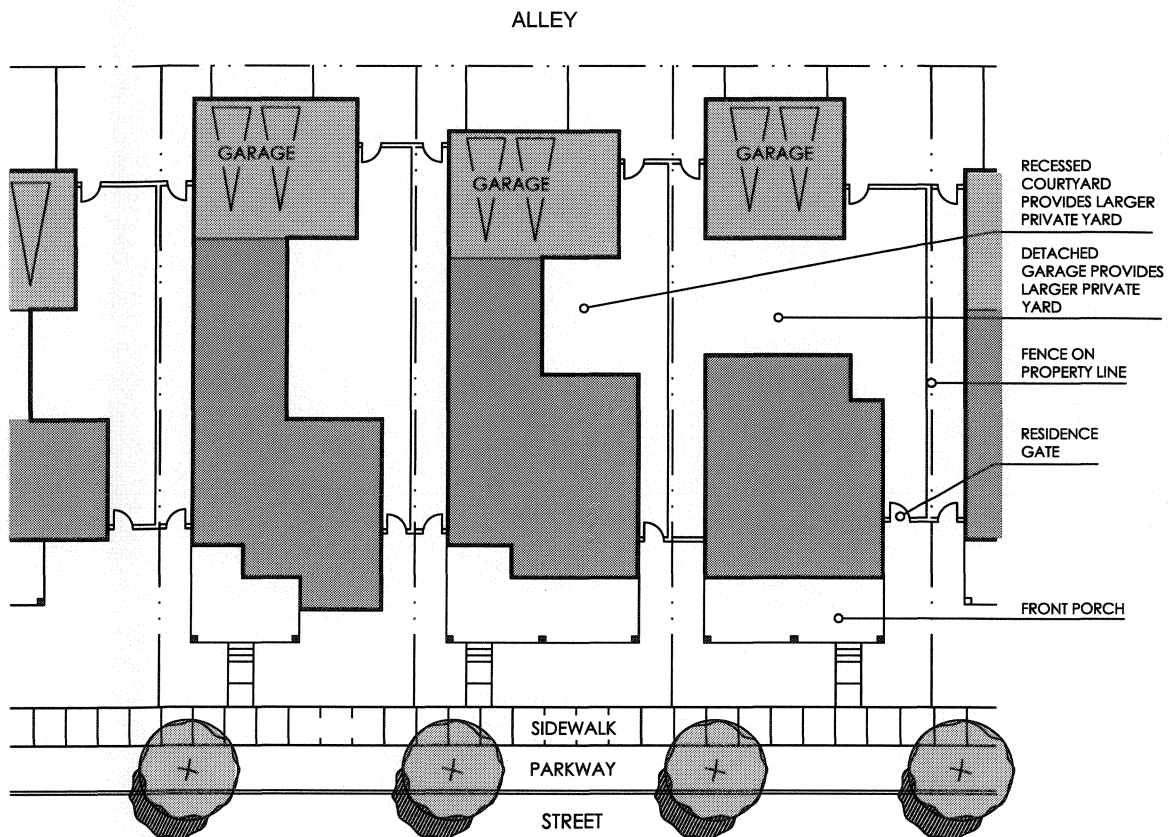 ALLEY
GARAGE
GARAGE
GARAGE
RECESSED
COURTYARD
PROVIDES LARGER
PRIVATE YARD
DETACHED
GARAGE PROVIDES
LARGER PRIVATE
YARD
FENCE ON
PROPERTY LINE
RESIDENCE
GATE
FRONT PORCH
SIDEWALK
PARKWAY
STREET